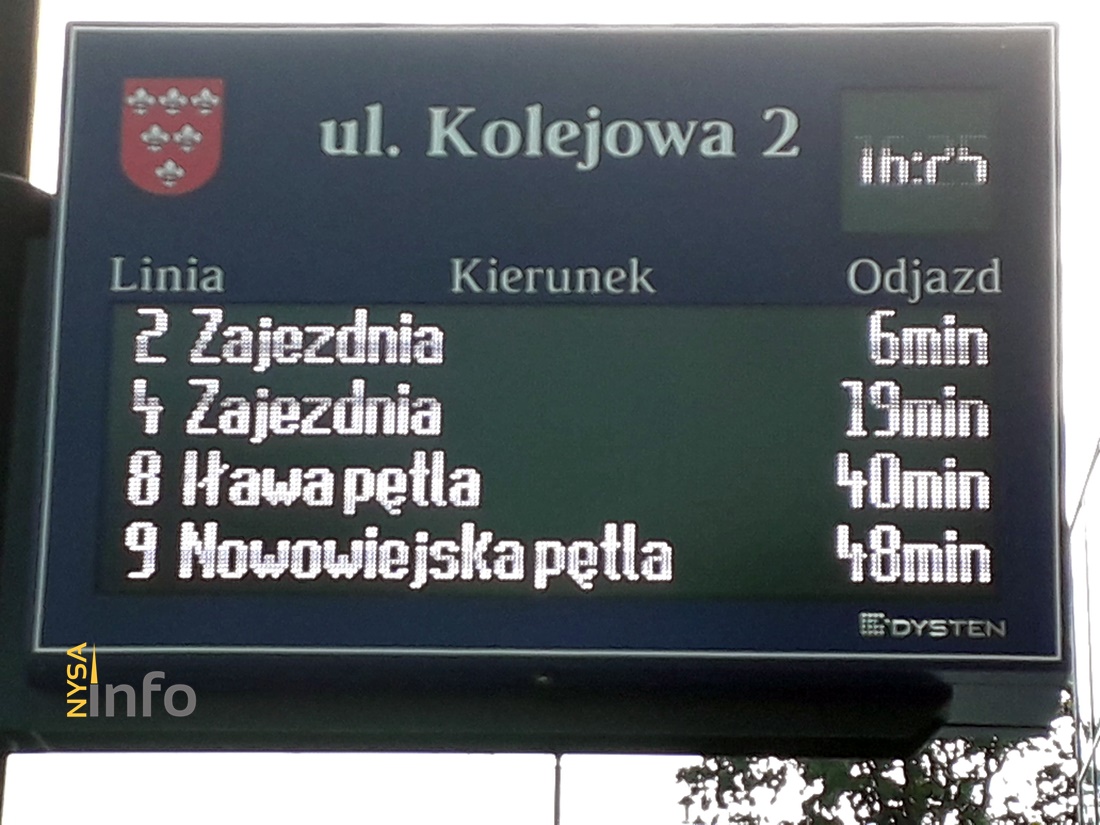 ul. Kolejowa 2
16:25
Linia Kierunek Odjazd
2 Zajezdnia 6min
4 Zajezdnia 19min
8 Iława pętla 40min
9 Nowowiejska pętla 48min
DYSTEN
NYSA
info